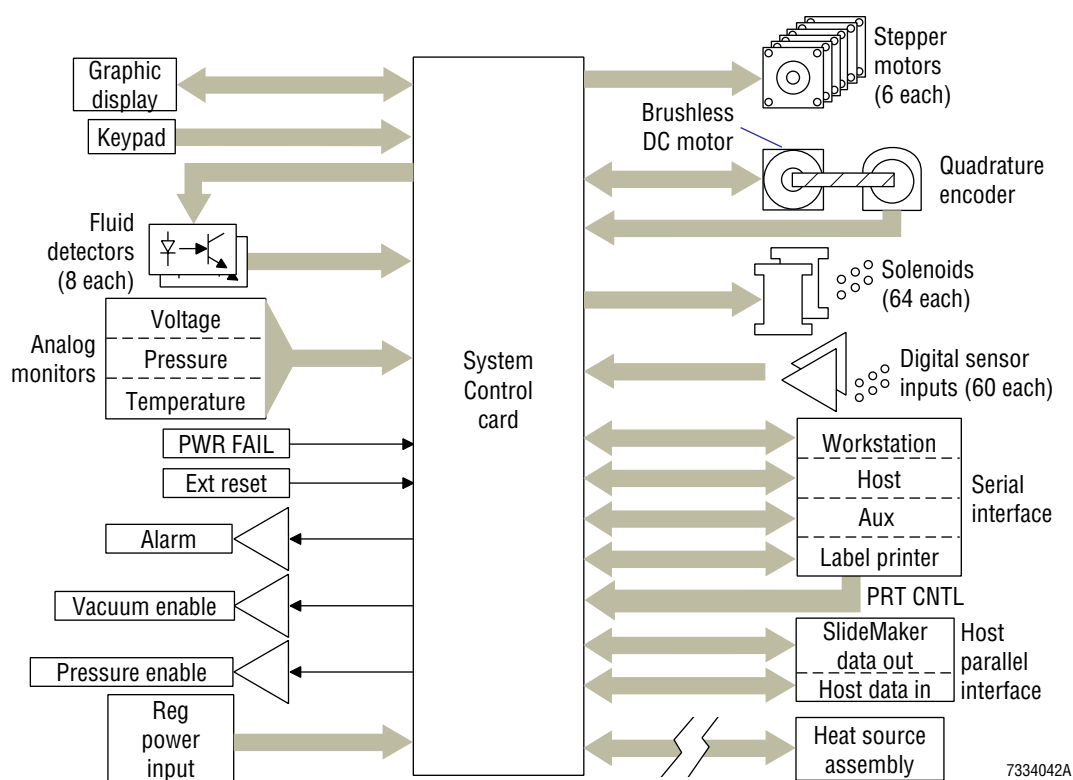 Graphic
display
Keypad
Fluid
detectors
(8 each)
Analog
monitors
Voltage
Pressure
Temperature
PWR FAIL
Ext reset
Alarm
Vacuum enable
Pressure enable
Reg
power
input
System
Control
card
Stepper
motors
(6 each)
Brushless
DC motor
Quadrature
encoder
Solenoids
(64 each)
Digital sensor
inputs (60 each)
Workstation
Host
Aux
Label printer
Serial
interface
PRT CNTL
SlideMaker
data out
Host data in
Host
parallel
interface
Heat source
assembly
7334042A